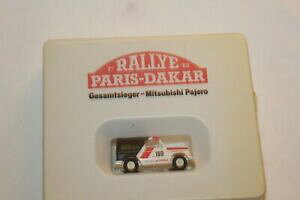 RALLYE
PARIS-DAKAR
Gesamtsieger - Mitsubishi Pajero